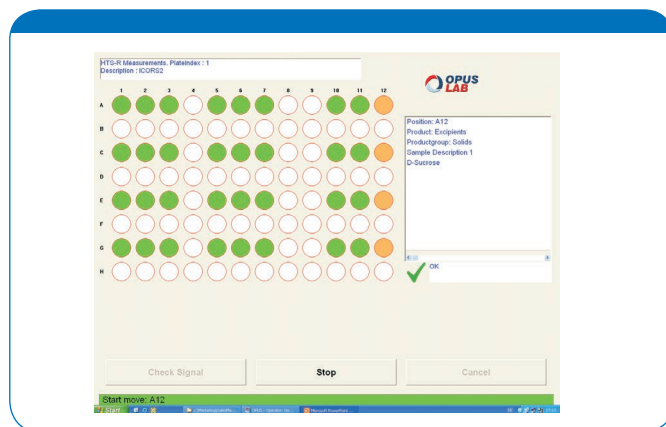 HTS-R Measurements. Plateindex : 1
Description : ICORS2
OPUS
LAB
1 2 3 4 5 6 7 8 9 10 11 12
A
B
C
D
E
F
G
H
Position: A12
Product: Excipients
Productgroup: Solids
Sample Description 1
D-Sucrose
OK
Check Signal
Stop
Cancel
Start move: A12
Start
Microsoft PowerPoint ...